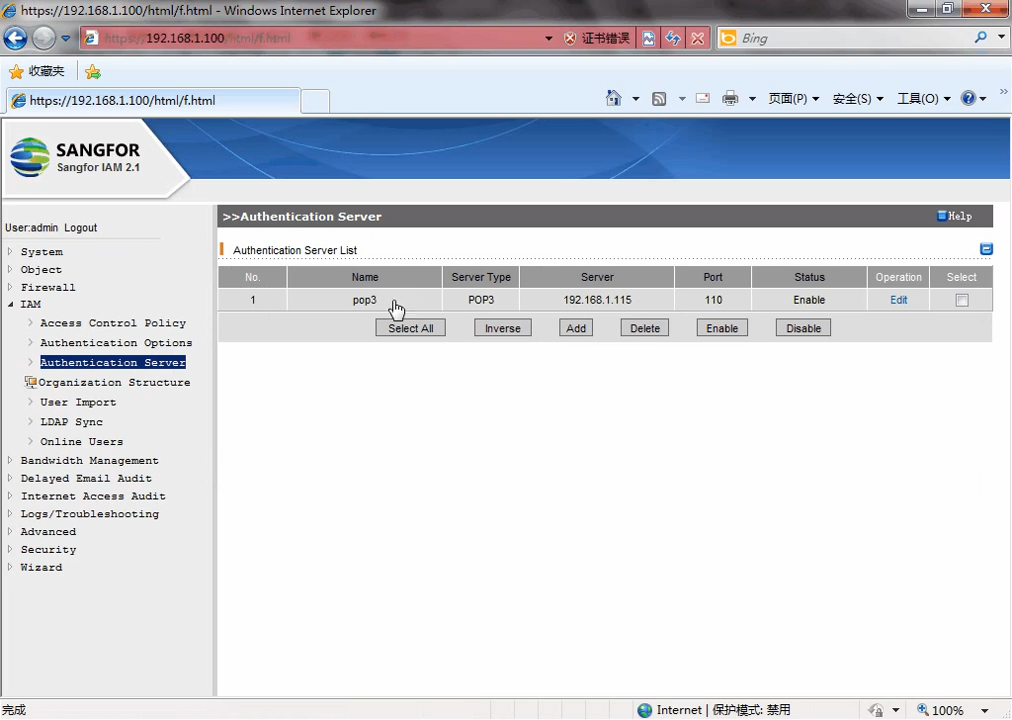 https://192.168.1.100/html/f.html - Windows Internet Explorer
https://192.168.1.100/html/f.html 证书错误 Bing
收藏夹
https://192.168.1.100/html/f.html 页面(P) 安全(S) 工具(O) »
SANGFOR
Sangfor IAM 2.1
User:admin Logout
System
Object
Firewall
IAM
Access Control Policy
Authentication Options
Authentication Server
Organization Structure
User Import
LDAP Sync
Online Users
Bandwidth Management
Delayed Email Audit
Internet Access Audit
Logs/Troubleshooting
Advanced
Security
Wizard
>>Authentication Server Help
Authentication Server List
No. Name Server Type Server Port Status Operation Select
1 pop3 POP3 192.168.1.115 110 Enable Edit
Select All Inverse Add Delete Enable Disable
完成 Internet | 保护模式: 禁用 100%